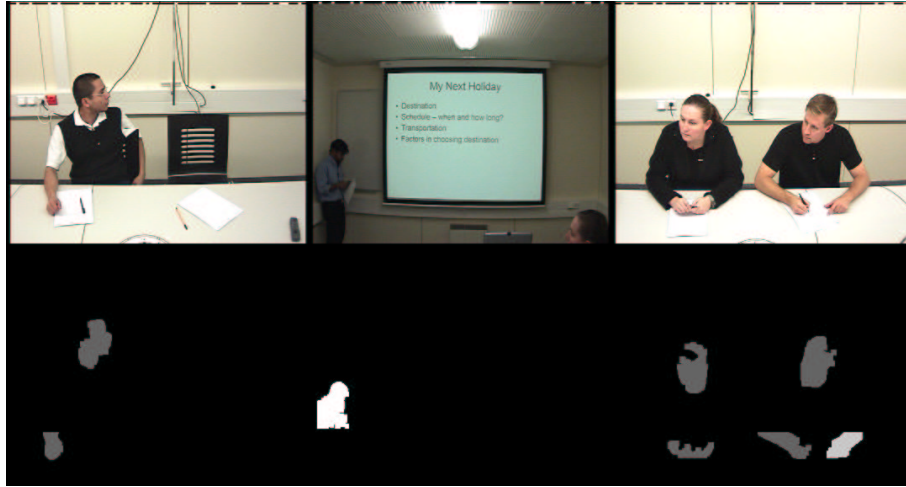 My Next Holiday
• Destination
• Schedule – when and how long?
• Transportation
• Factors in choosing destination